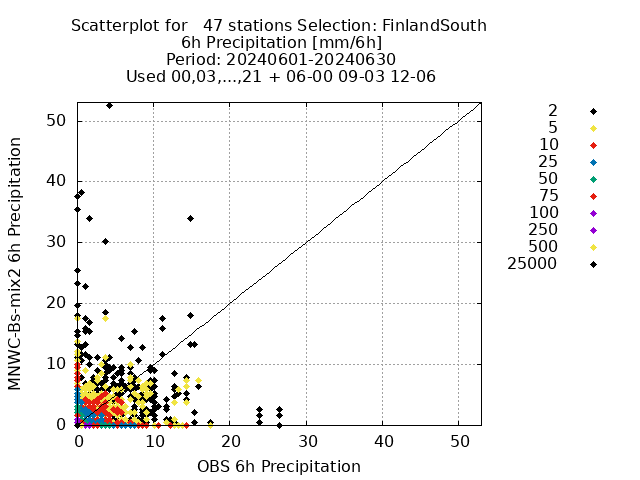 Scatterplot for   47 stations Selection: FinlandSouth
6h Precipitation [mm/6h]
Period: 20240601-20240630
Used 00,03,...,21 + 06-00 09-03 12-06
MNWC-Bs-mix2 6h Precipitation
50
40
30
20
10
0
0 10 20 30 40 50
OBS 6h Precipitation
2
5
10
25
50
75
100
250
500
25000